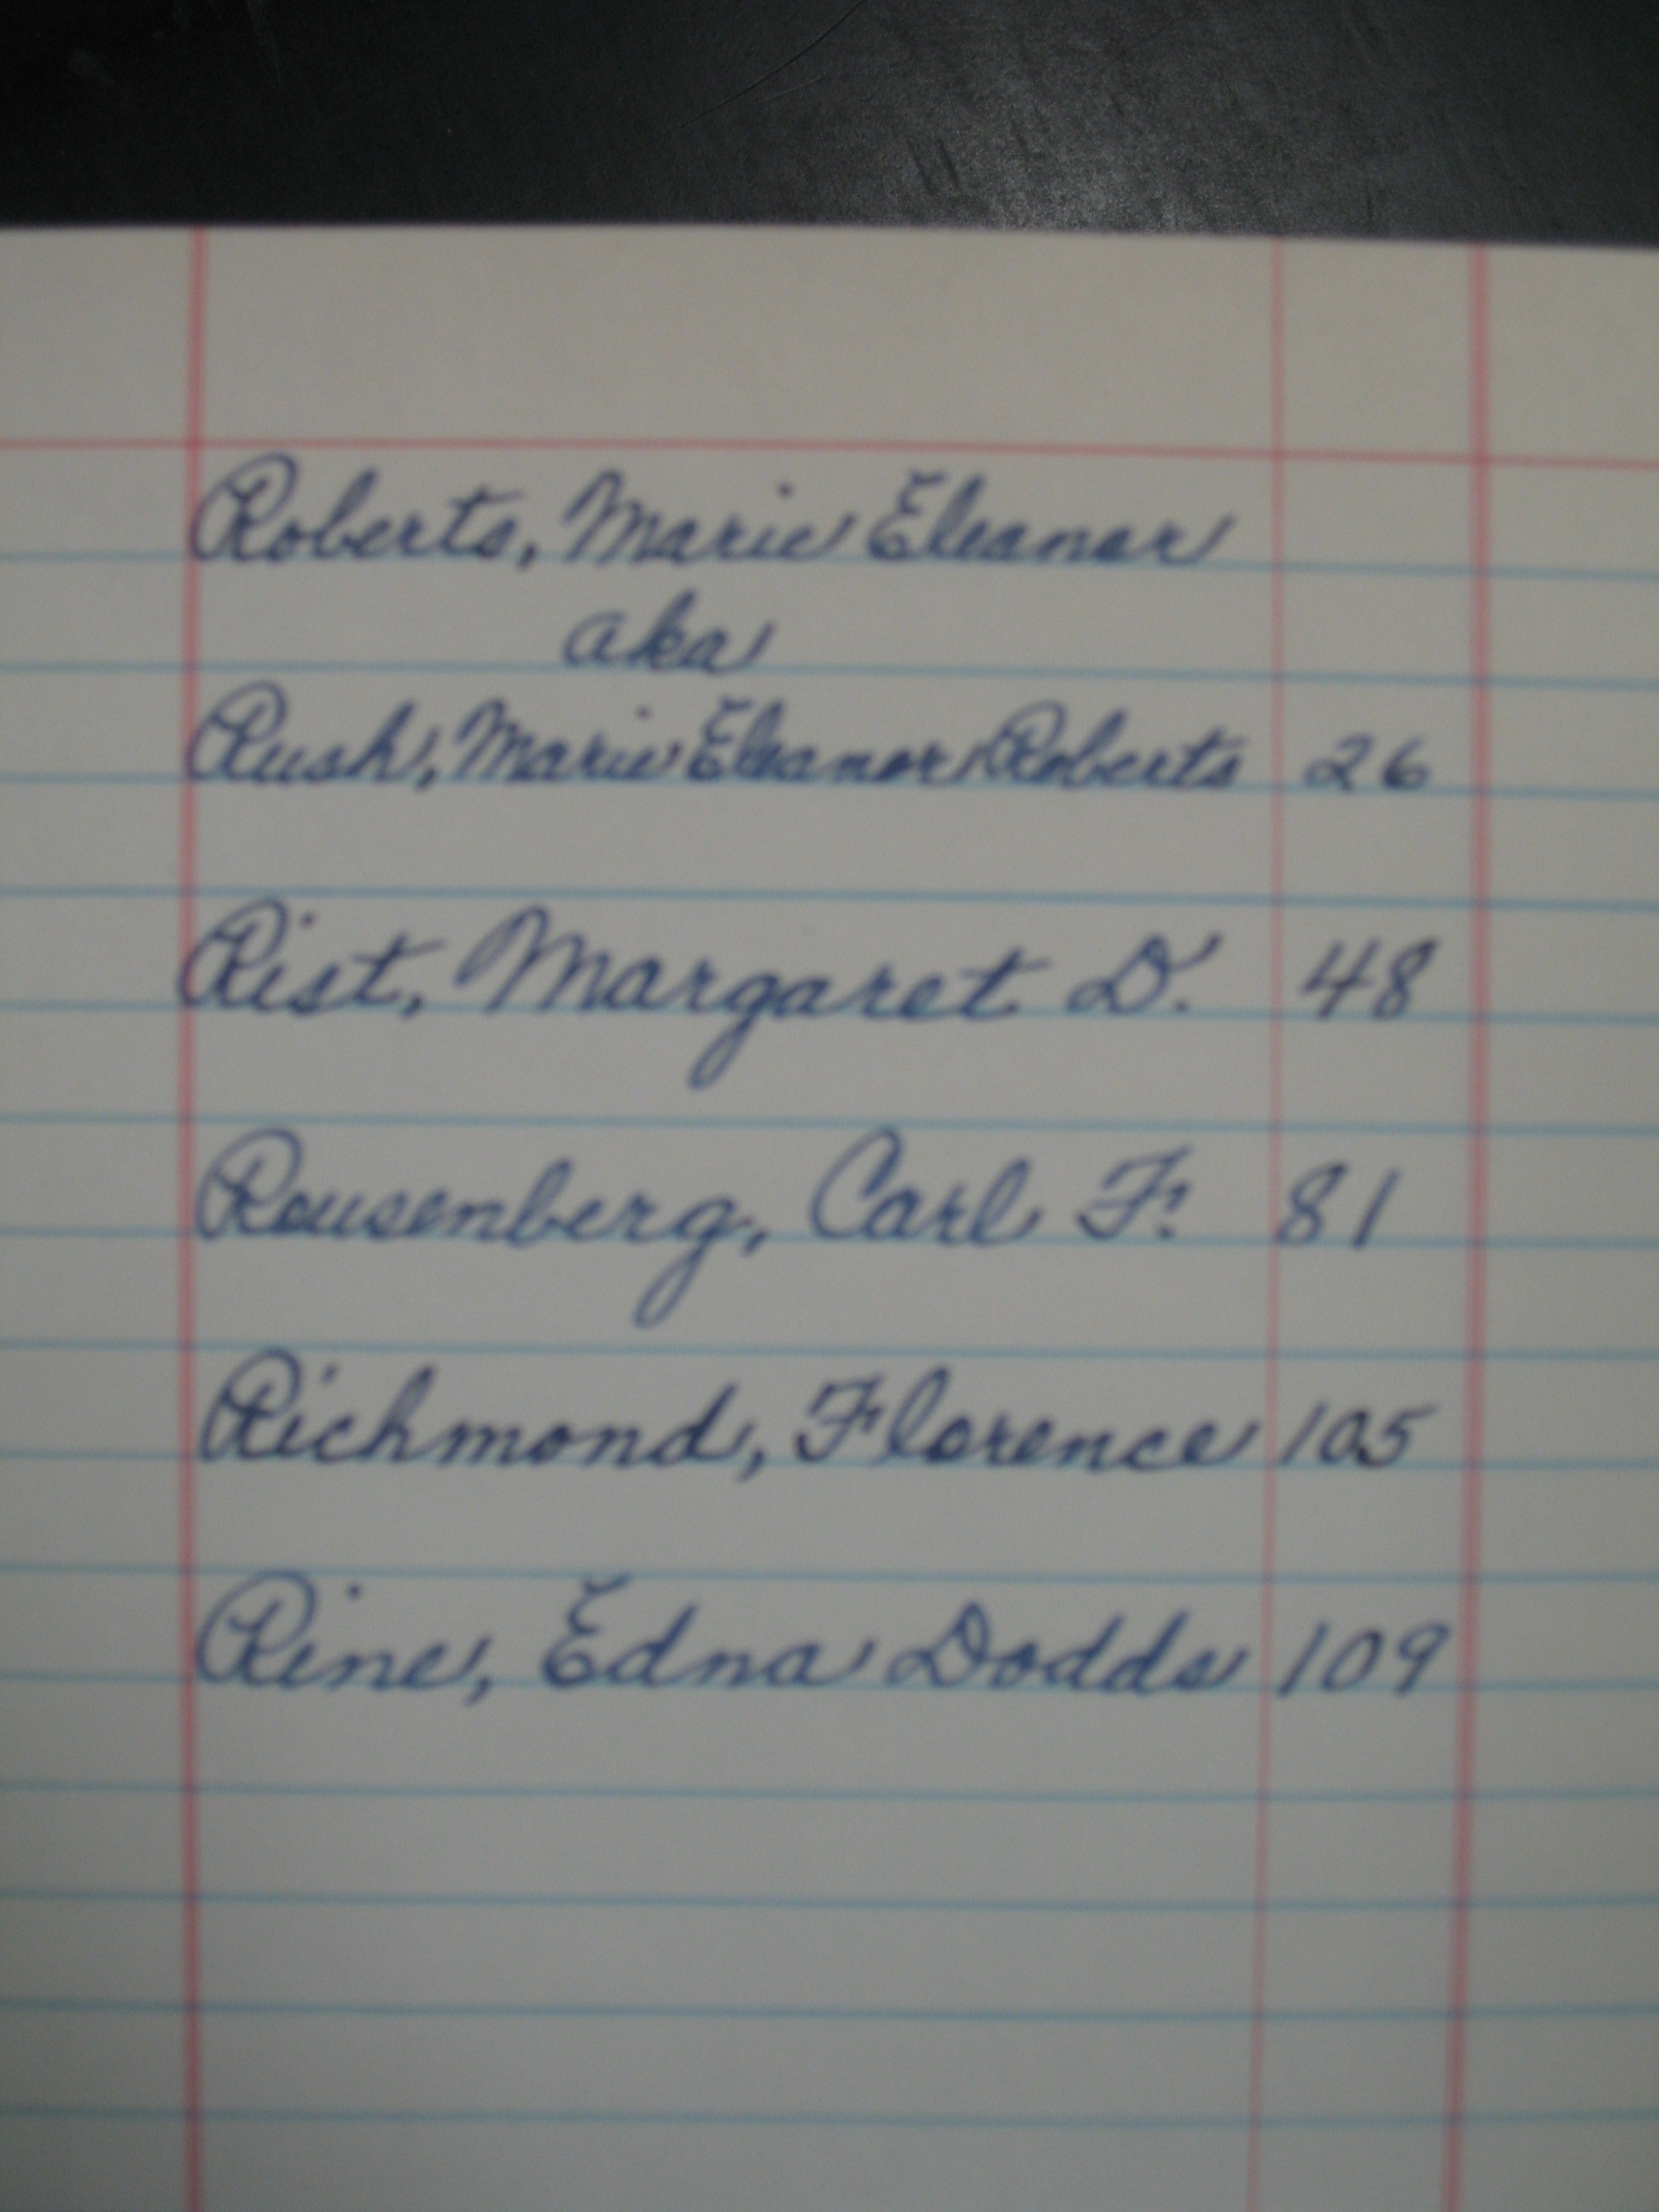 Roberts, Marie Eleanor
aka
Rush, Marie Eleanor Roberts 26
Rist, Margaret D. 48
Rousenberg, Carl F. 81
Richmond, Florence 105
Rine, Edna Dodds 109